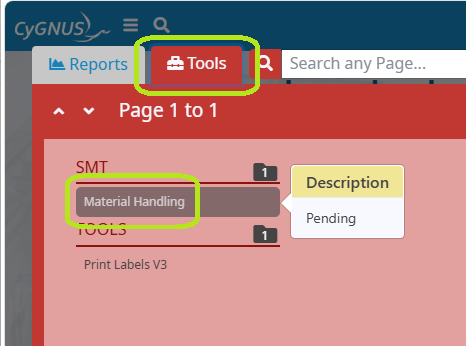 CyGNUS
Reports
Tools
Search any Page...
Page 1 to 1
SMT
1
Material Handling
Description
Pending
TOOLS
1
Print Labels V3